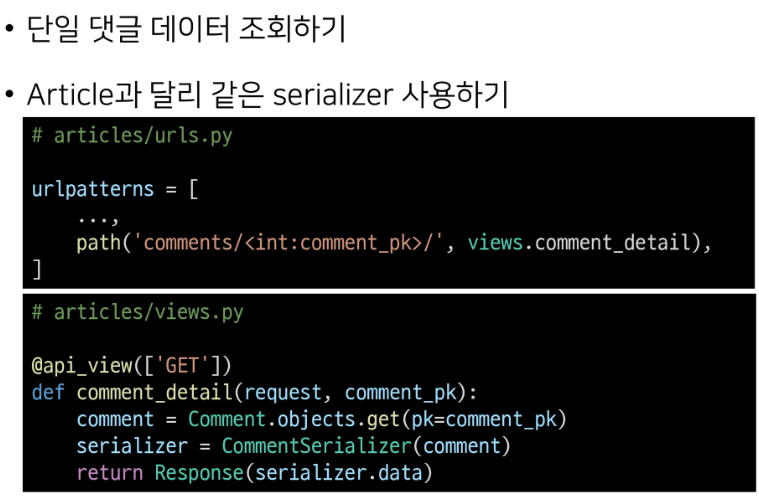 • 단일 댓글 데이터 조회하기
• Article과 달리 같은 serializer 사용하기
# articles/urls.py
urlpatterns = [
    ...,
    path('comments/<int:comment_pk>/', views.comment_detail),
]
# articles/views.py
@api_view(['GET'])
def comment_detail(request, comment_pk):
    comment = Comment.objects.get(pk=comment_pk)
    serializer = CommentSerializer(comment)
    return Response(serializer.data)